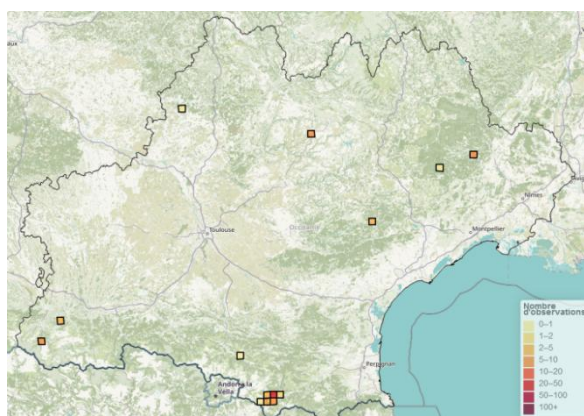 Nîmes
Toulouse
Montpellier
Perpignan
Andorra la
Vella
Nombre
d'observations
0–1
1–2
2–5
5–10
10–20
20–50
50–100
100+